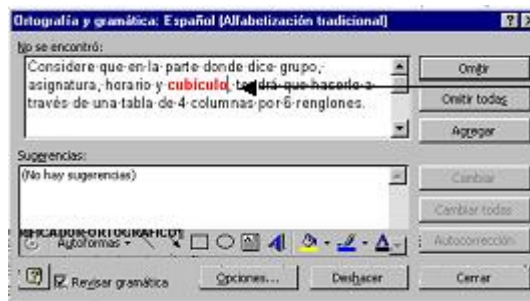 Ortografía y gramática: Español (Alfabetización tradicional)
No se encontró:
Considere que en la parte donde dice grupo,
asignatura, horario y cubículo, tendrá que hacerlo a
través de una tabla de 4 columnas por 6 renglones.
Omitir
Omitir todas
Agregar
Sugerencias:
(No hay sugerencias)
Cambiar
Cambiar todas
Autocorrección
IFICADOR ORTOGRAFICO
Autoformas
Revisar gramática
Opciones...
Deshacer
Cerrar